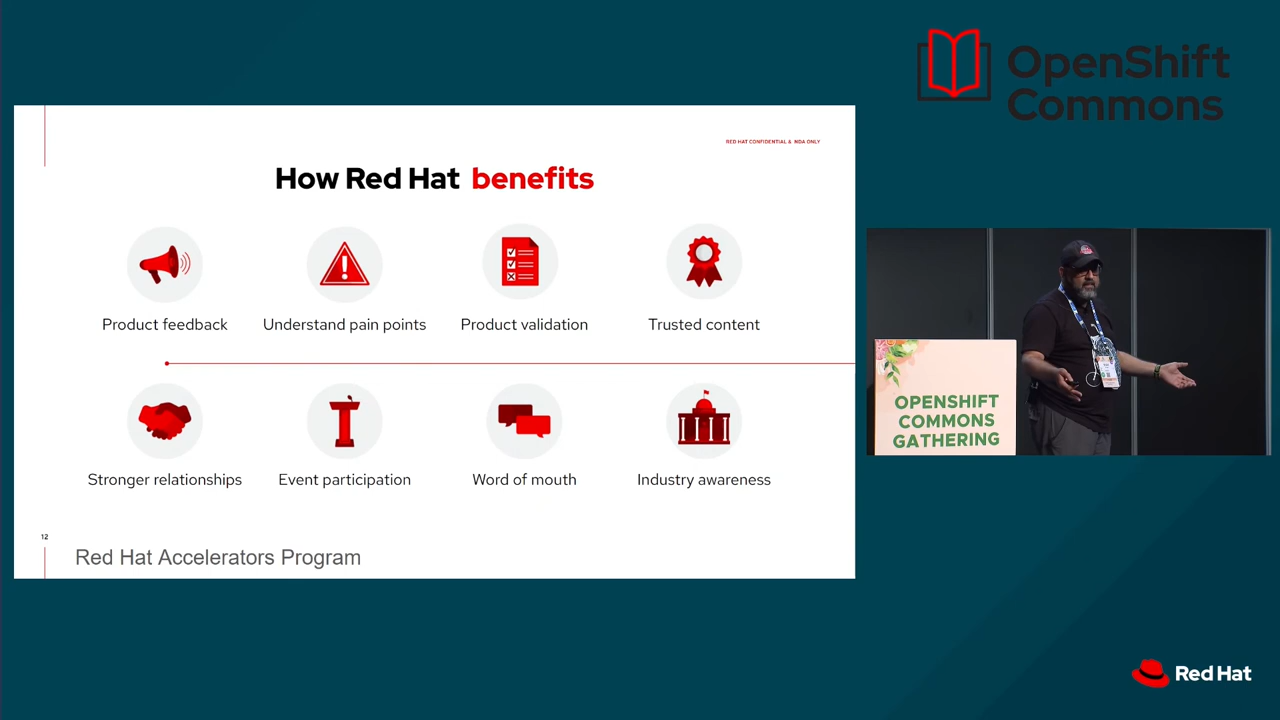 OpenShift
Commons
RED HAT CONFIDENTIAL & NDA ONLY
How Red Hat benefits
Product feedback
Understand pain points
Product validation
Trusted content
Stronger relationships
Event participation
Word of mouth
Industry awareness
12
Red Hat Accelerators Program
OPENSHIFT
COMMONS
GATHERING
Red Hat